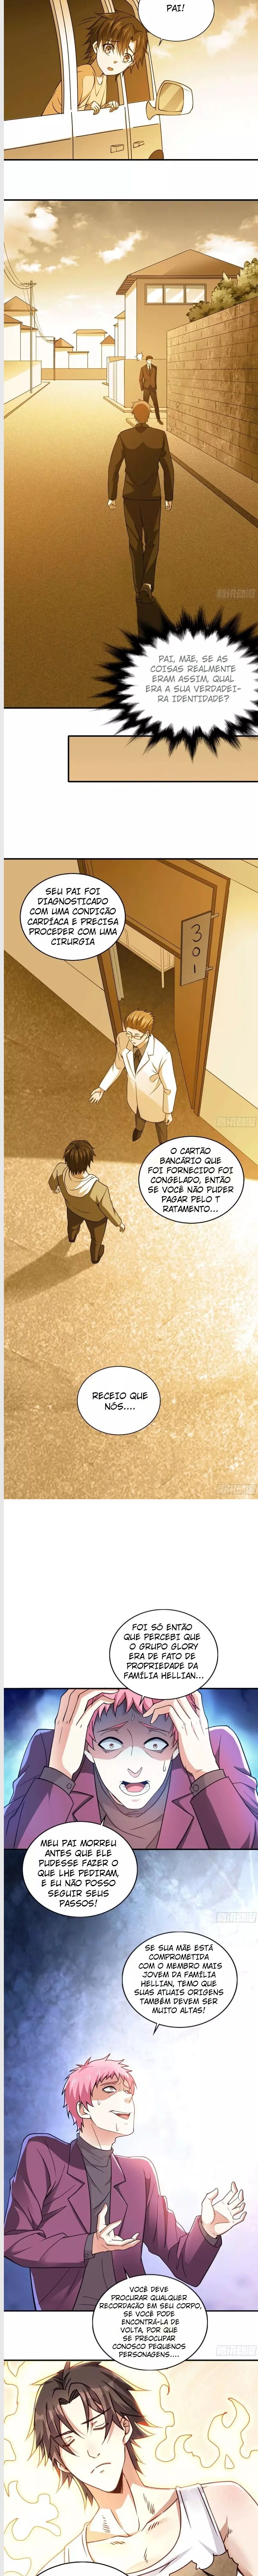 PAI!
PAI, MÃE, SE AS
COISAS REALMENTE
ERAM ASSIM, QUAL
ERA A SUA VERDADEI-
RA IDENTIDADE?
SEU PAI FOI
DIAGNOSTICADO
COM UMA CONDIÇÃO
CARDÍACA E PRECISA
PROCEDER COM UMA
CIRURGIA
301
O CARTÃO
BANCÁRIO QUE
FOI FORNECIDO FOI
CONGELADO, ENTÃO
SE VOCÊ NÃO PUDER
PAGAR PELO T
RATAMENTO...
RECEIO QUE
NÓS....
FOI SÓ ENTÃO
QUE PERCEBI QUE
O GRUPO GLORY
ERA DE FATO DE
PROPRIEDADE DA
FAMÍLIA HELLIAN...
MEU PAI MORREU
ANTES QUE ELE
PUDESSE FAZER O
QUE LHE PEDIRAM,
E EU NÃO POSSO
SEGUIR SEUS
PASSOS!
SE SUA MÃE ESTÁ
COMPROMETIDA
COM O MEMBRO MAIS
JOVEM DA FAMÍLIA
HELLIAN, TEMO QUE
SUAS ATUAIS ORIGENS
TAMBÉM DEVEM SER
MUITO ALTAS!
VOCÊ DEVE
PROCURAR QUALQUER
RECORDAÇÃO EM SEU CORPO,
SE VOCÊ PODE
ENCONTRÁ-LA DE
VOLTA, POR QUE
SE PREOCUPAR
CONOSCO PEQUENOS
PERSONAGENS....